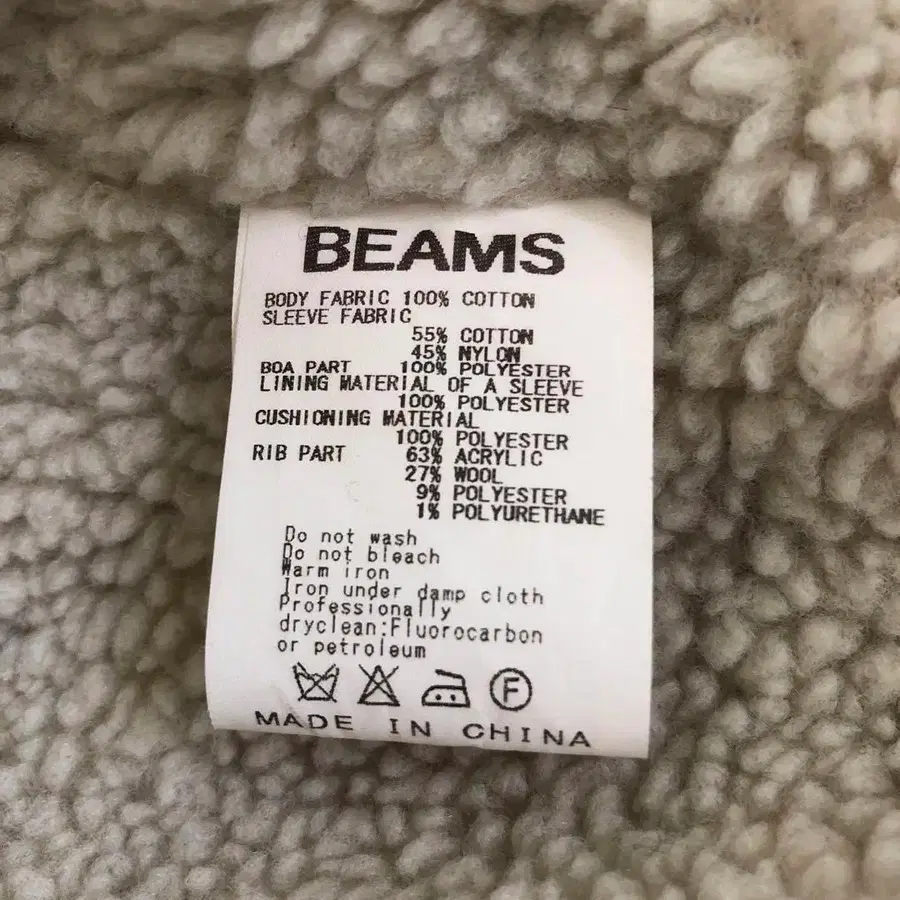 BEAMS
BODY FABRIC 100% COTTON
SLEEVE FABRIC
55% COTTON
45% NYLON
BOA PART 100% POLYESTER
LINING MATERIAL OF A SLEEVE
100% POLYESTER
CUSHIONING MATERIAL
100% POLYESTER
RIB PART 63% ACRYLIC
27% WOOL
9% POLYESTER
1% POLYURETHANE
Do not wash
Do not bleach
Warm iron
Iron under damp cloth
Professionally
dryclean:Fluorocarbon
or petroleum
F
MADE IN CHINA